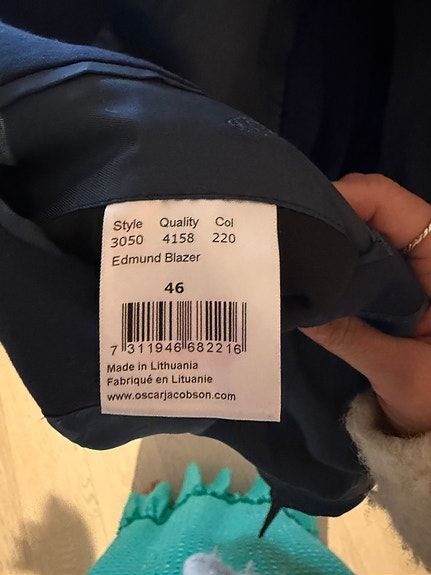 Style Quality Col
3050 4158 220
Edmund Blazer
46
7 311946 682216
Made in Lithuania
Fabriqué en Lituanie
www.oscarjacobson.com